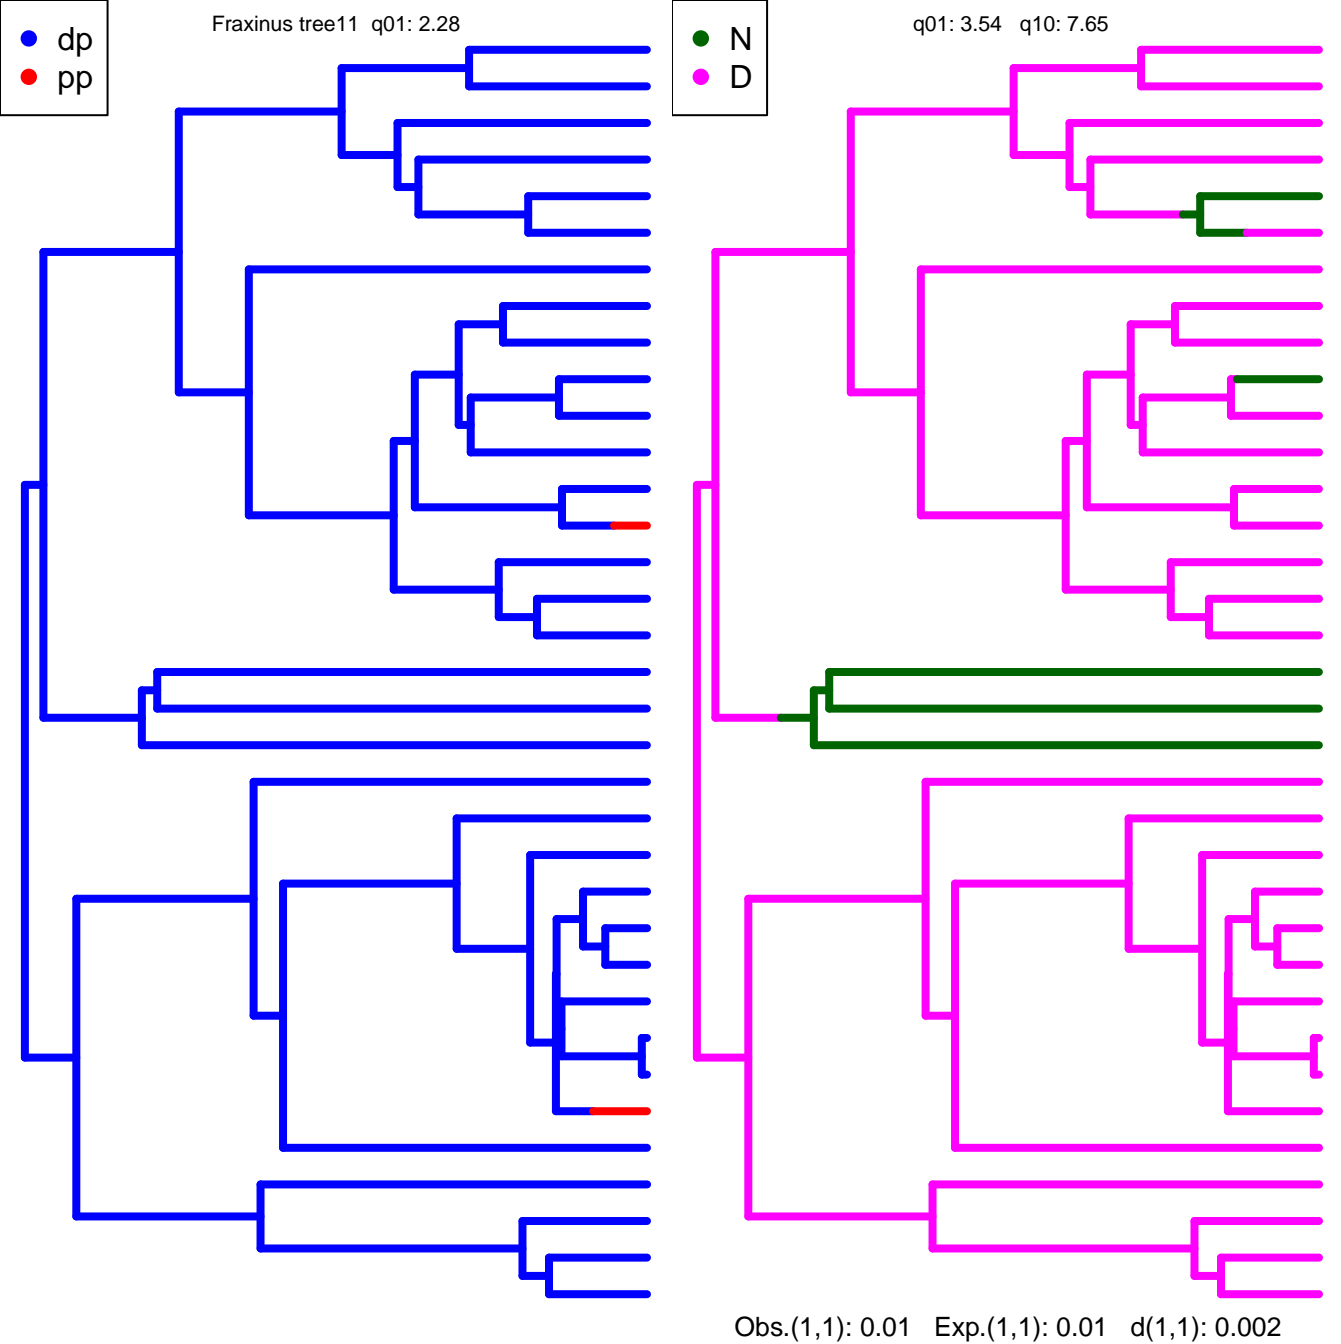 Fraxinus tree11  q01: 2.28
dp
pp
q01: 3.54   q10: 7.65
N
D
Obs.(1,1): 0.01   Exp.(1,1): 0.01   d(1,1): 0.002